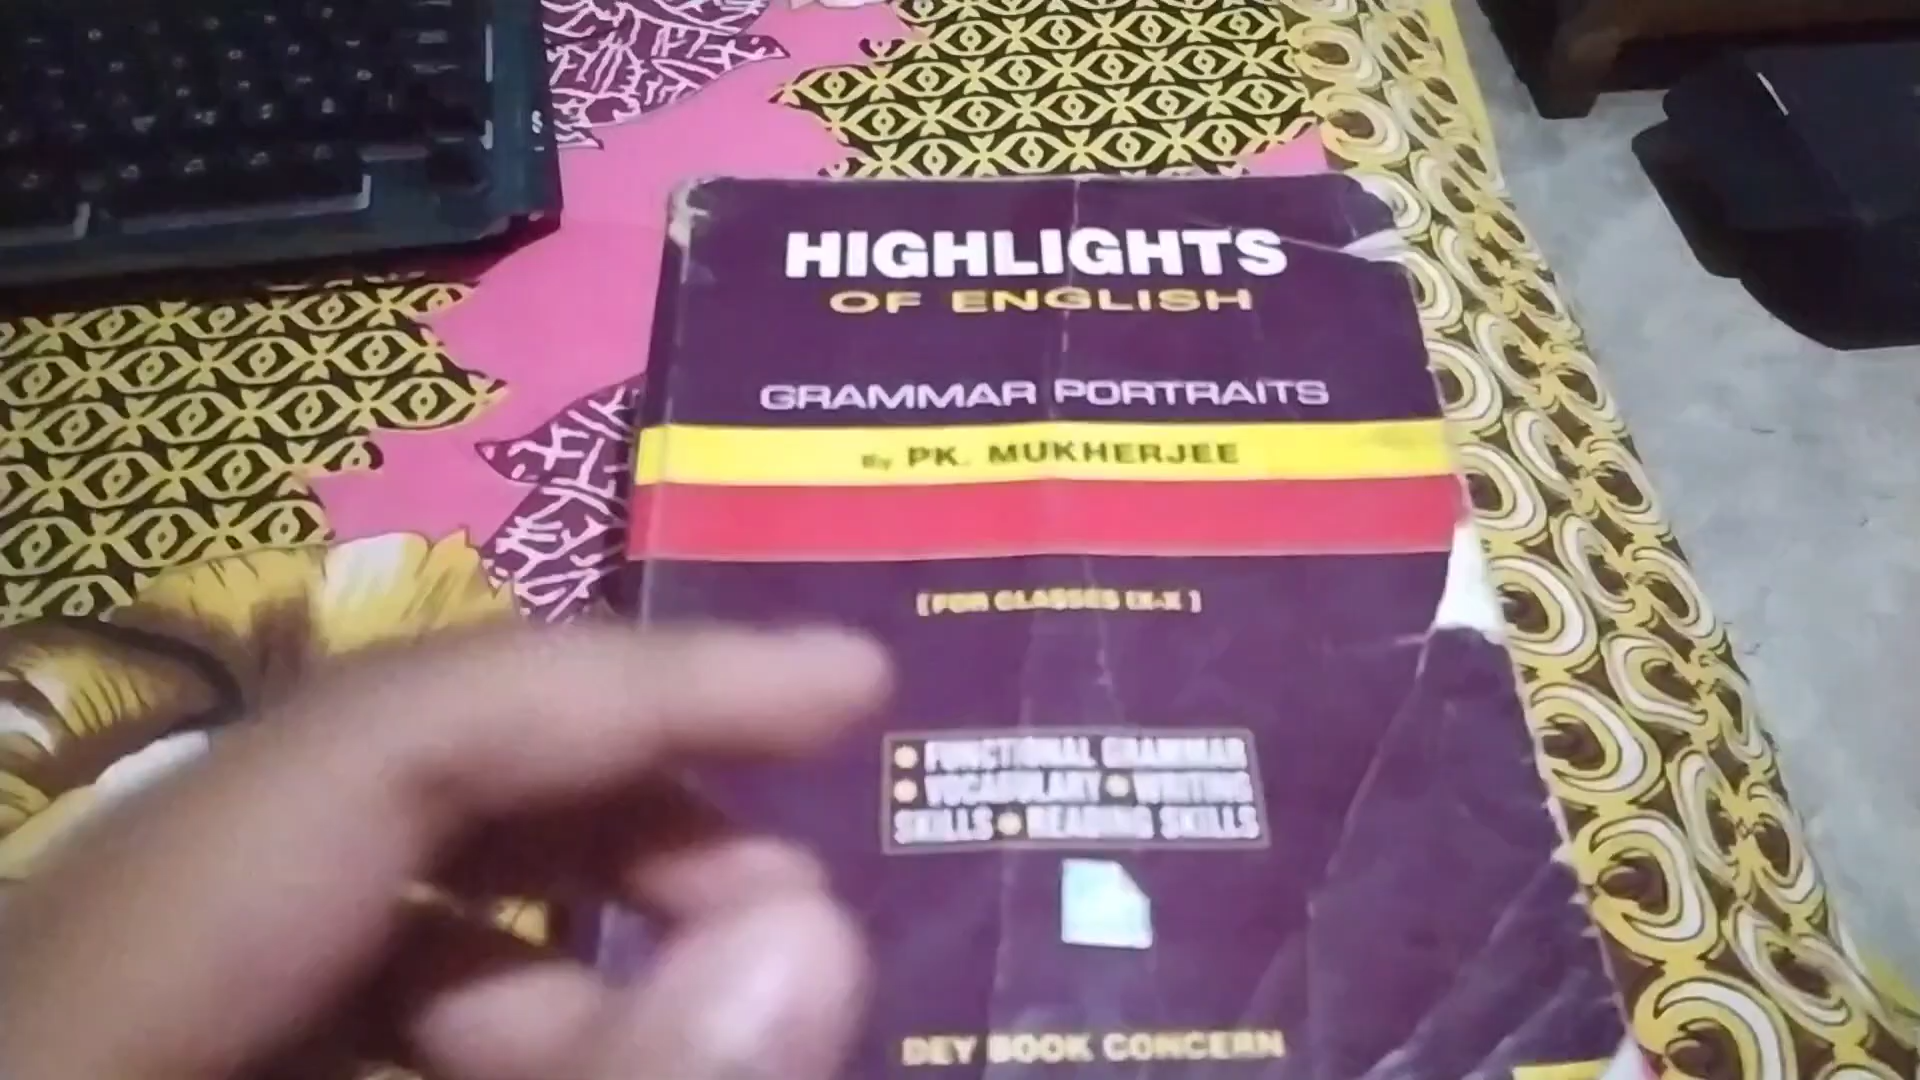 HIGHLIGHTS
OF ENGLISH
GRAMMAR PORTRAITS
By PK. MUKHERJEE
[FOR CLASSES IX-X]
• FUNCTIONAL GRAMMAR
• VOCABULARY • WRITING
SKILLS • READING SKILLS
DEY BOOK CONCERN